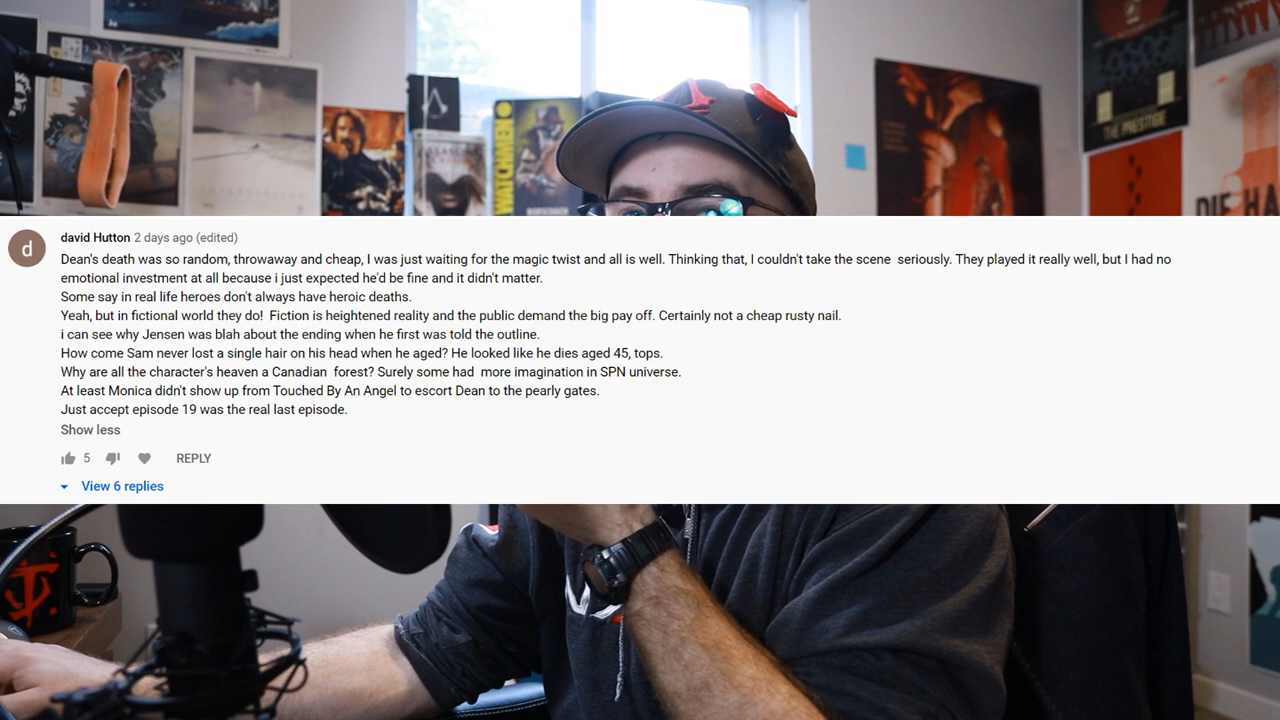 THE PRESTIGE
DIE HA
david Hutton 2 days ago (edited)
d
Dean's death was so random, throwaway and cheap, I was just waiting for the magic twist and all is well. Thinking that, I couldn't take the scene  seriously. They played it really well, but I had no
emotional investment at all because i just expected he'd be fine and it didn't matter.
Some say in real life heroes don't always have heroic deaths.
Yeah, but in fictional world they do!  Fiction is heightened reality and the public demand the big pay off. Certainly not a cheap rusty nail.
i can see why Jensen was blah about the ending when he first was told the outline.
How come Sam never lost a single hair on his head when he aged? He looked like he dies aged 45, tops.
Why are all the character's heaven a Canadian  forest? Surely some had  more imagination in SPN universe.
At least Monica didn't show up from Touched By An Angel to escort Dean to the pearly gates.
Just accept episode 19 was the real last episode.
Show less
5
REPLY
View 6 replies